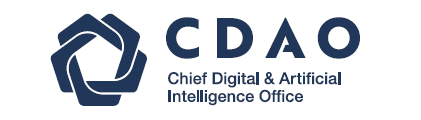 CDAO
Chief Digital & Artificial
Intelligence Office